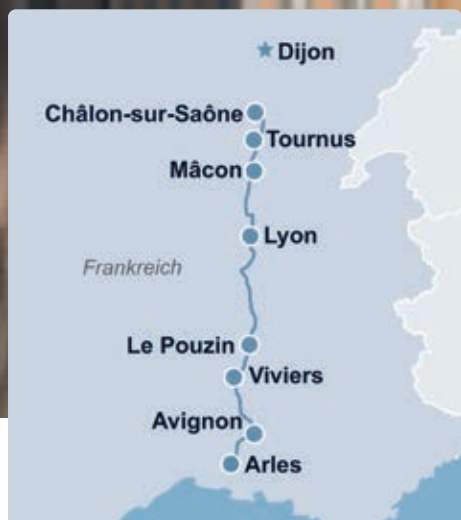 Dijon
Châlon-sur-Saône
Tournus
Mâcon
Lyon
Frankreich
Le Pouzin
Viviers
Avignon
Arles